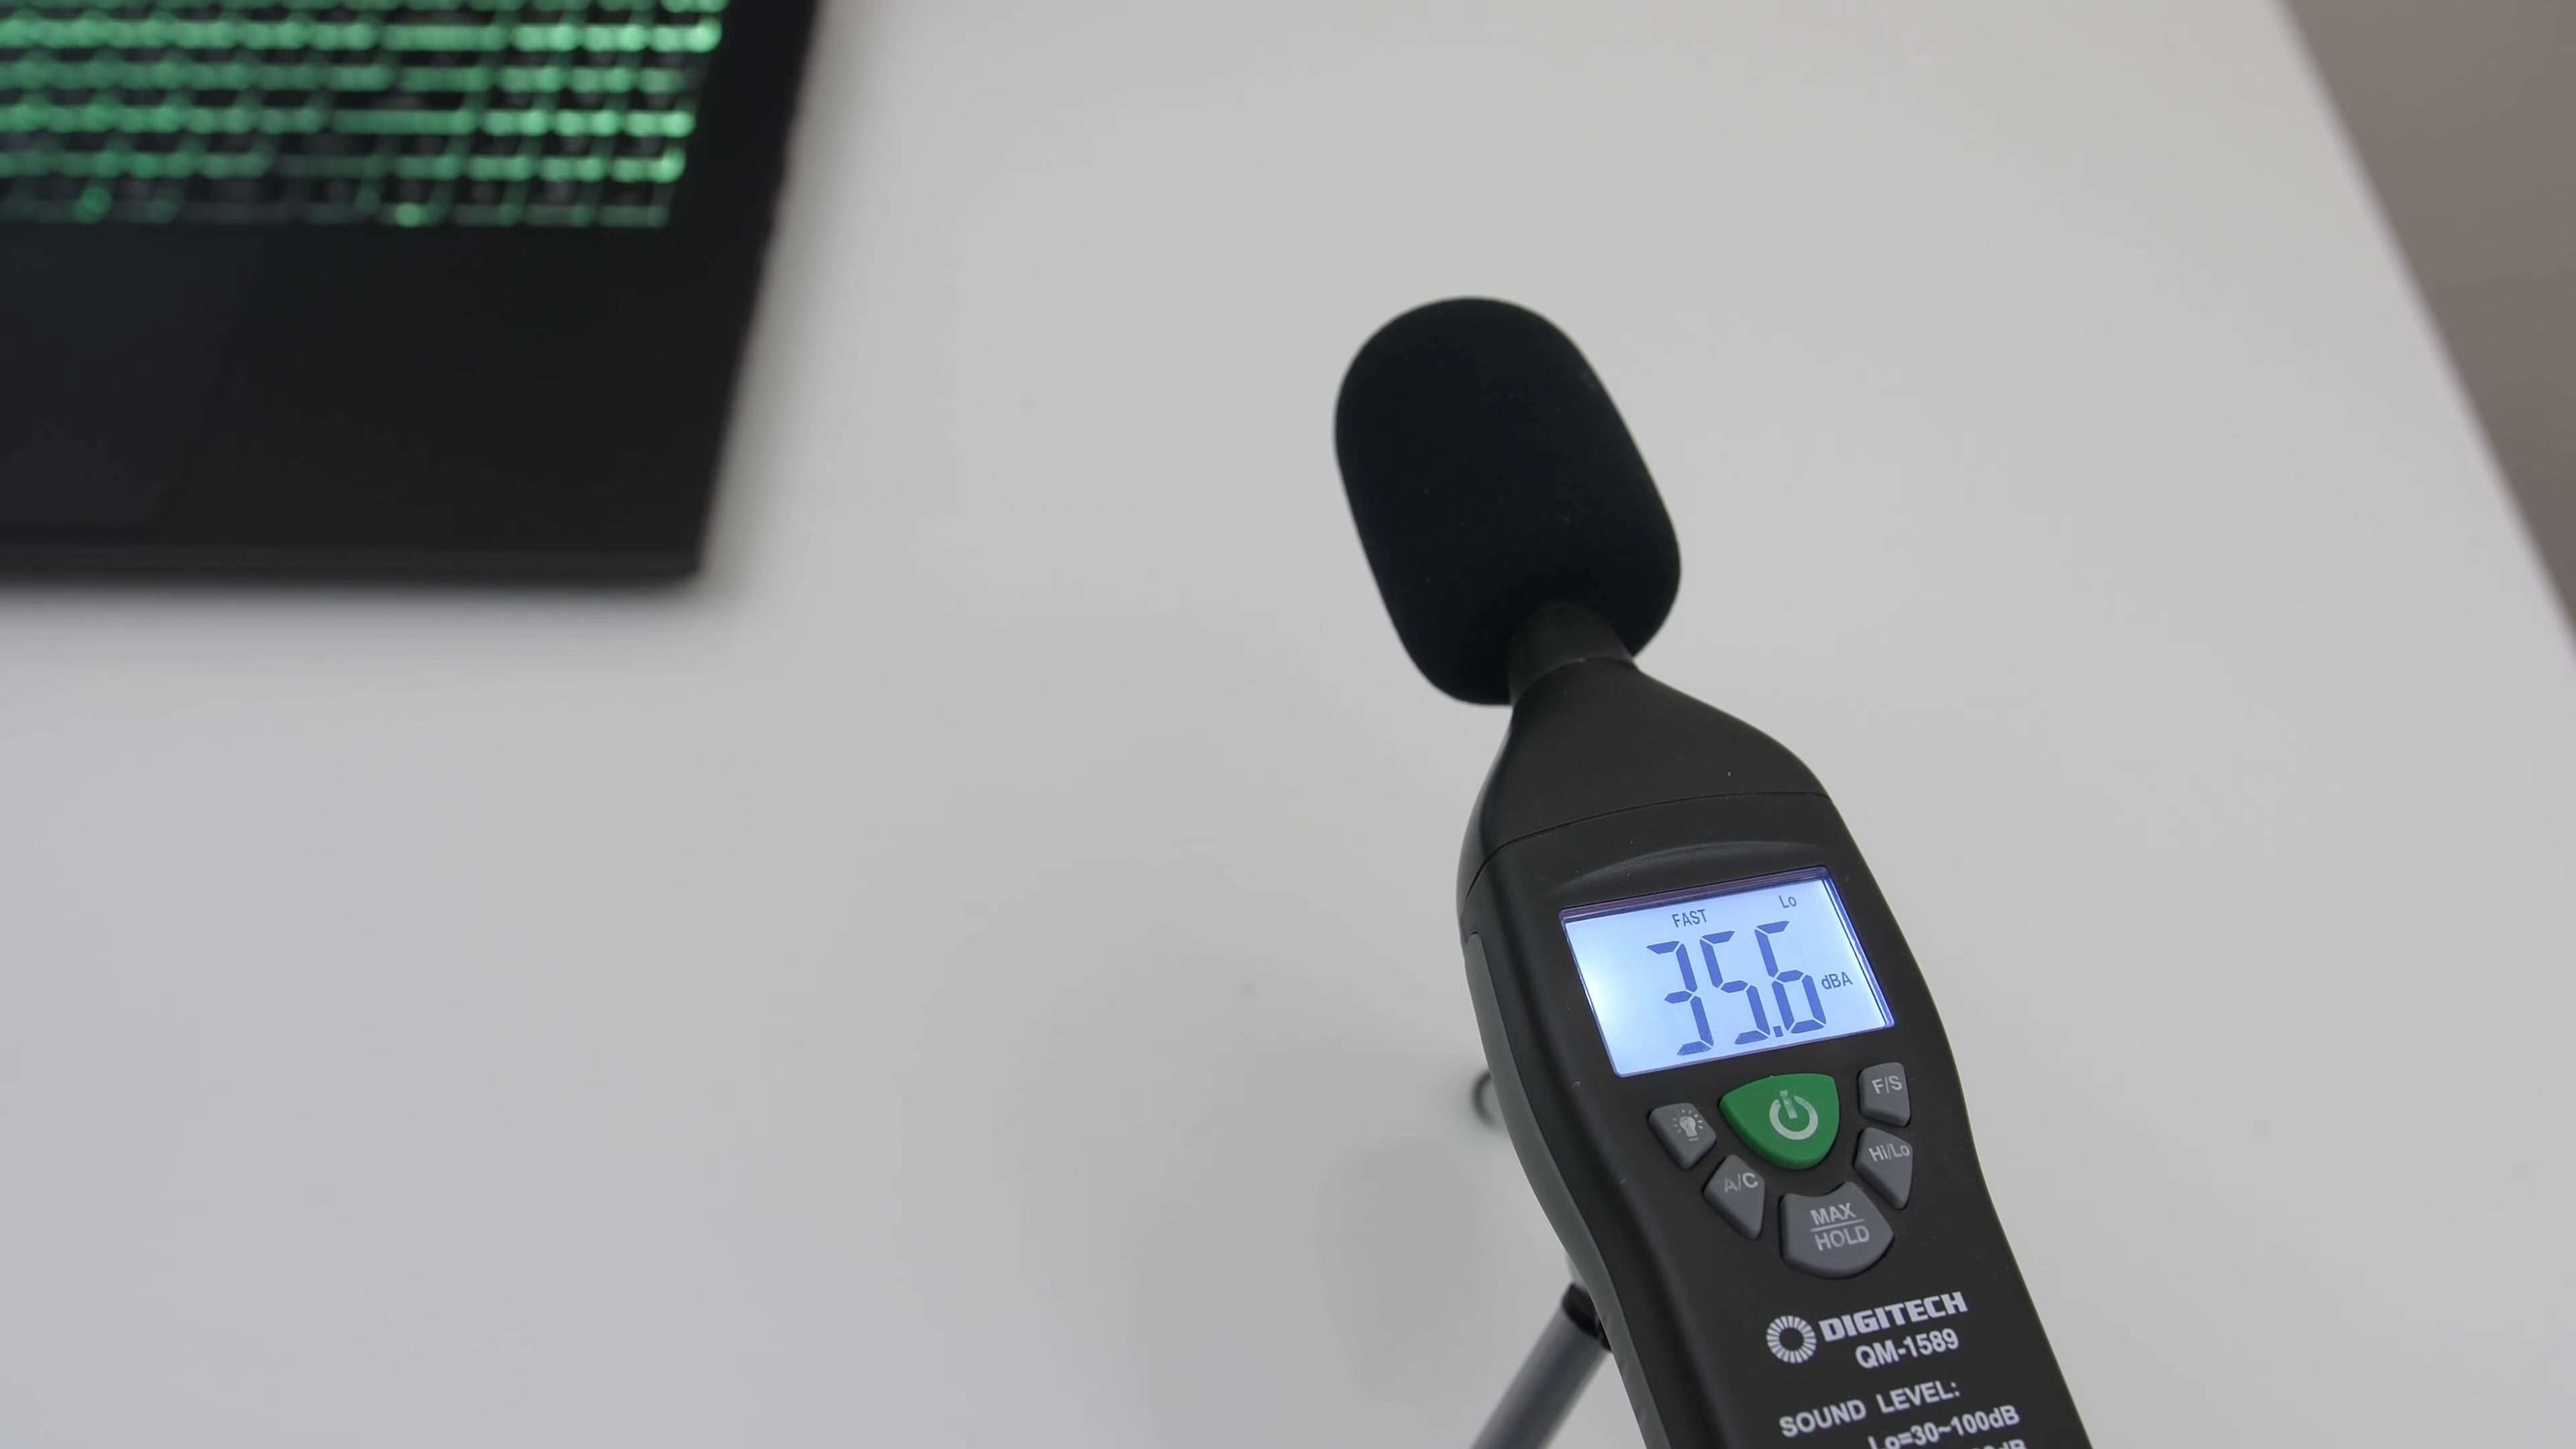 FAST Lo
35.6 dBA
F/S
A/C
Hi/Lo
MAX
HOLD
DIGITECH
QM-1589
SOUND LEVEL:
Lo=30~100dB